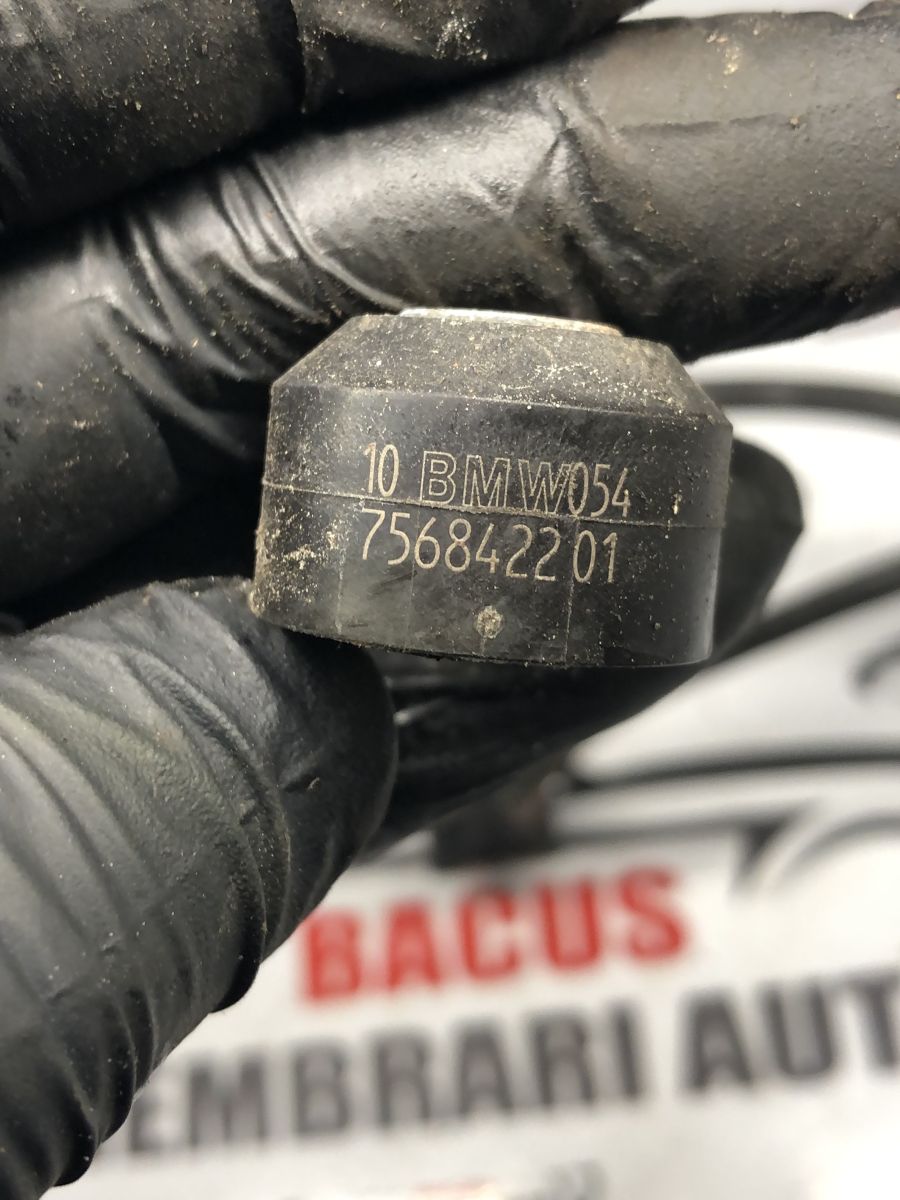 10 BMW054
7568422 01
BACUS
EMBRARI AUT